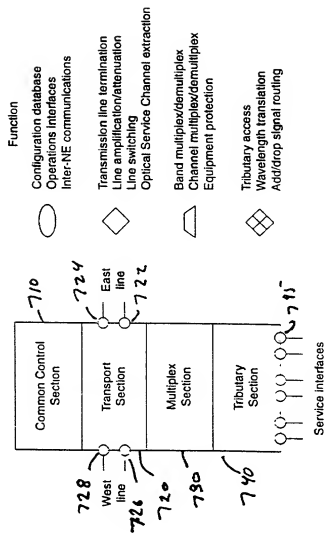 710
Common Control
Section
728
724
West
line
East
line
726
722
Transport
Section
720
Multiplex
Section
730
Tributary
Section
740
795
Service interfaces
Function
Configuration database
Operations Interfaces
Inter-NE communications
Transmission line termination
Line amplification/attenuation
Line switching
Optical Service Channel extraction
Band multiplex/demultiplex
Channel multiplex/demultiplex
Equipment protection
Tributary access
Wavelength translation
Add/drop signal routing